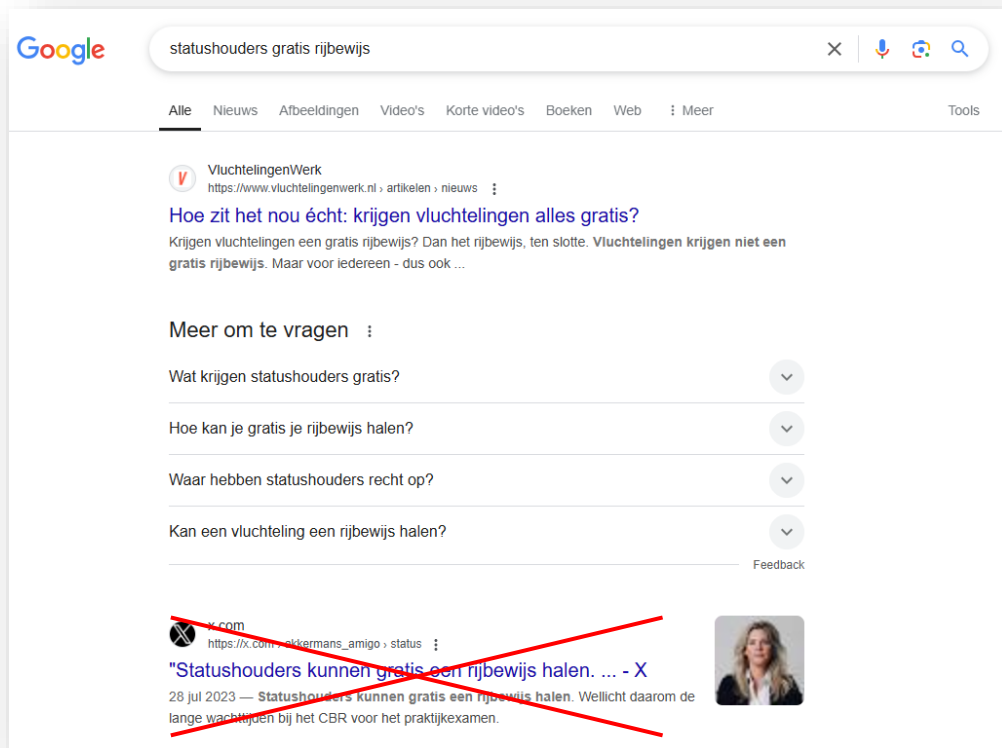 Google
statushouders gratis rijbewijs
Alle Nieuws Afbeeldingen Video's Korte video's Boeken Web Meer Tools
VluchtelingenWerk
https://www.vluchtelingenwerk.nl › artikelen › nieuws
Hoe zit het nou écht: krijgen vluchtelingen alles gratis?
Krijgen vluchtelingen een gratis rijbewijs? Dan het rijbewijs, ten slotte. Vluchtelingen krijgen niet een
gratis rijbewijs. Maar voor iedereen - dus ook ...
Meer om te vragen
Wat krijgen statushouders gratis?
Hoe kan je gratis je rijbewijs halen?
Waar hebben statushouders recht op?
Kan een vluchteling een rijbewijs halen?
Feedback
x.com
https://x.com › akkermans_amigo › status
"Statushouders kunnen gratis een rijbewijs halen. ... - X
28 jul 2023 — Statushouders kunnen gratis een rijbewijs halen. Wellicht daarom de
lange wachttijden bij het CBR voor het praktijkexamen.